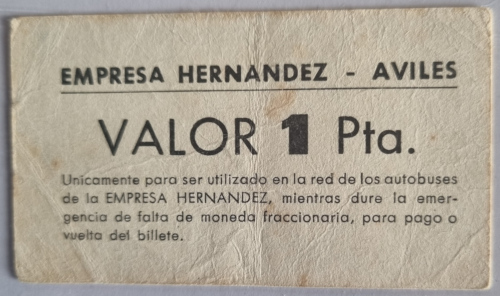 EMPRESA HERNANDEZ - AVILES
VALOR 1 Pta.
Unicamente para ser utilizado en la red de los autobuses
de la EMPRESA HERNANDEZ, mientras dure la emer-
gencia de falta de moneda fraccionaria, para pago o
vuelta del billete.